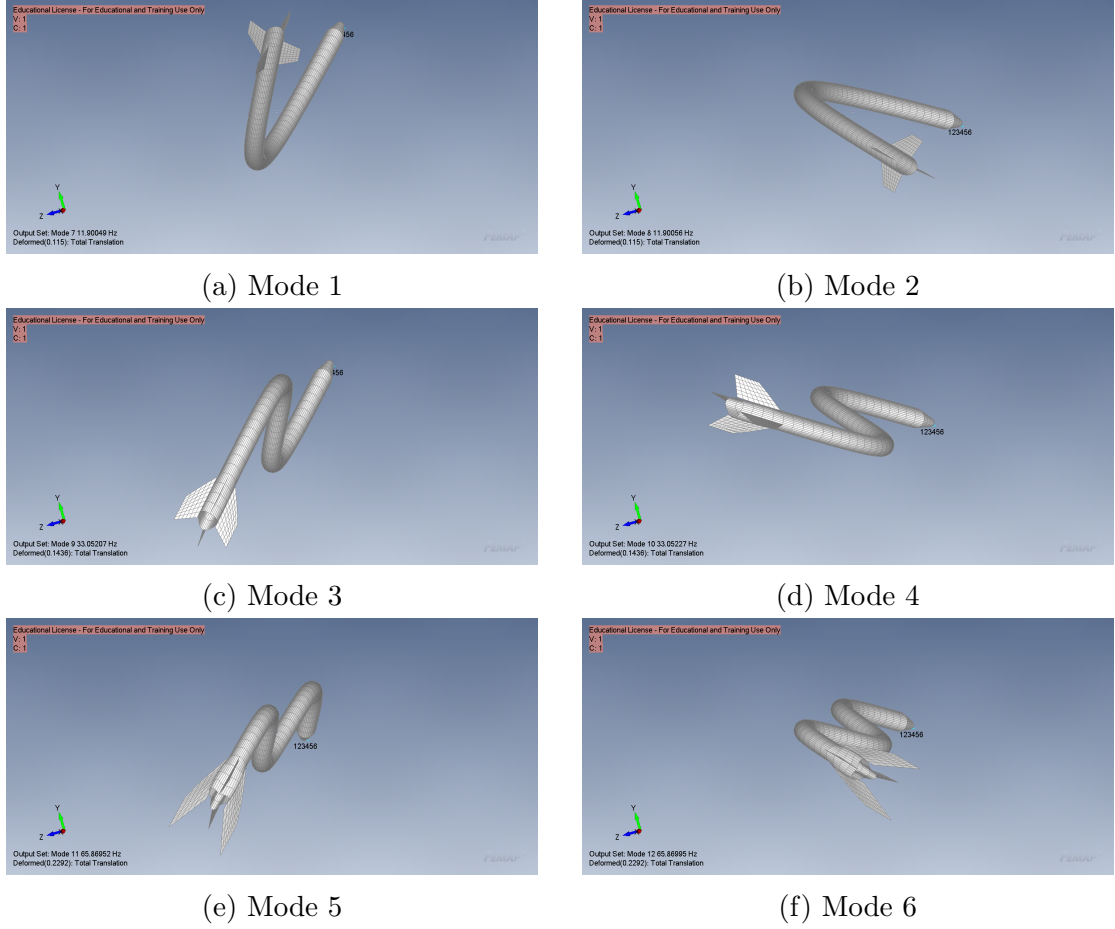 Educational License - For Educational and Training Use Only
V: 1
C: 1
456
Y
Z
Output Set: Mode 7 11.90049 Hz
Deformed(0.115): Total Translation
FEMAP
(a) Mode 1
Educational License - For Educational and Training Use Only
V: 1
C: 1
123456
Y
Z
Output Set: Mode 8 11.90056 Hz
Deformed(0.115): Total Translation
FEMAP
(b) Mode 2
Educational License - For Educational and Training Use Only
V: 1
C: 1
456
Y
Z
Output Set: Mode 9 33.05207 Hz
Deformed(0.1436): Total Translation
FEMAP
(c) Mode 3
Educational License - For Educational and Training Use Only
V: 1
C: 1
123456
Y
Z
Output Set: Mode 10 33.05227 Hz
Deformed(0.1436): Total Translation
FEMAP
(d) Mode 4
Educational License - For Educational and Training Use Only
V: 1
C: 1
123456
Y
Z
Output Set: Mode 11 65.86952 Hz
Deformed(0.2292): Total Translation
FEMAP
(e) Mode 5
Educational License - For Educational and Training Use Only
V: 1
C: 1
123456
Y
Z
Output Set: Mode 12 65.86995 Hz
Deformed(0.2292): Total Translation
FEMAP
(f) Mode 6